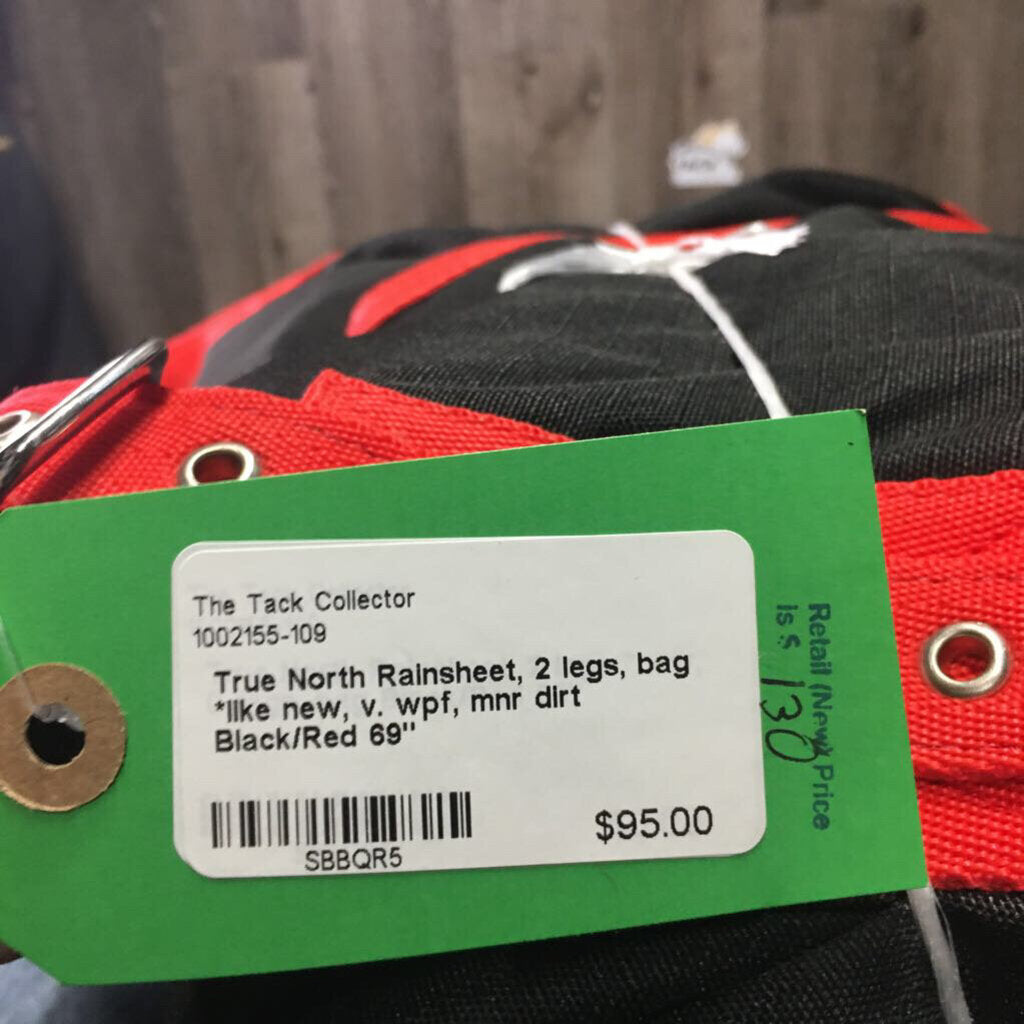 The Tack Collector
1002155-109
True North Rainsheet, 2 legs, bag
*like new, v. wpf, mnr dirt
Black/Red 69"
SBBQR5
$95.00
Retail (New) Price
is $ 130